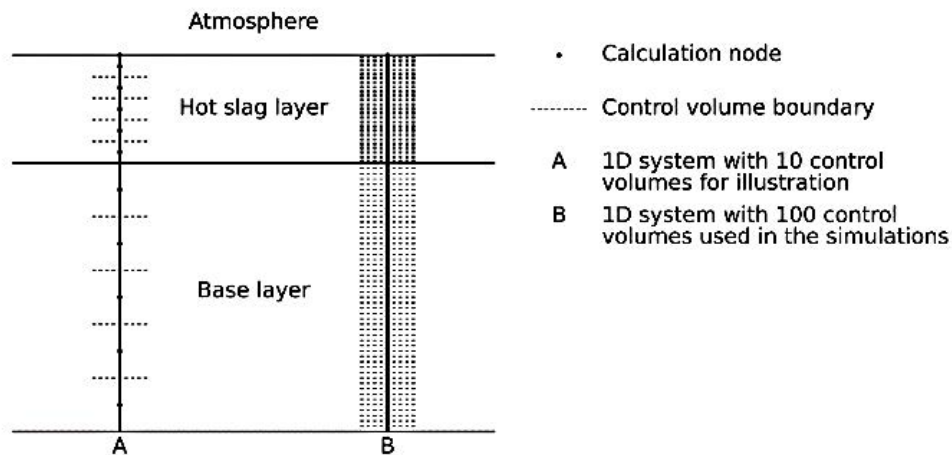 Atmosphere
Calculation node
Hot slag layer
Control volume boundary
A 1D system with 10 control
volumes for illustration
B 1D system with 100 control
volumes used in the simulations
Base layer
A
B